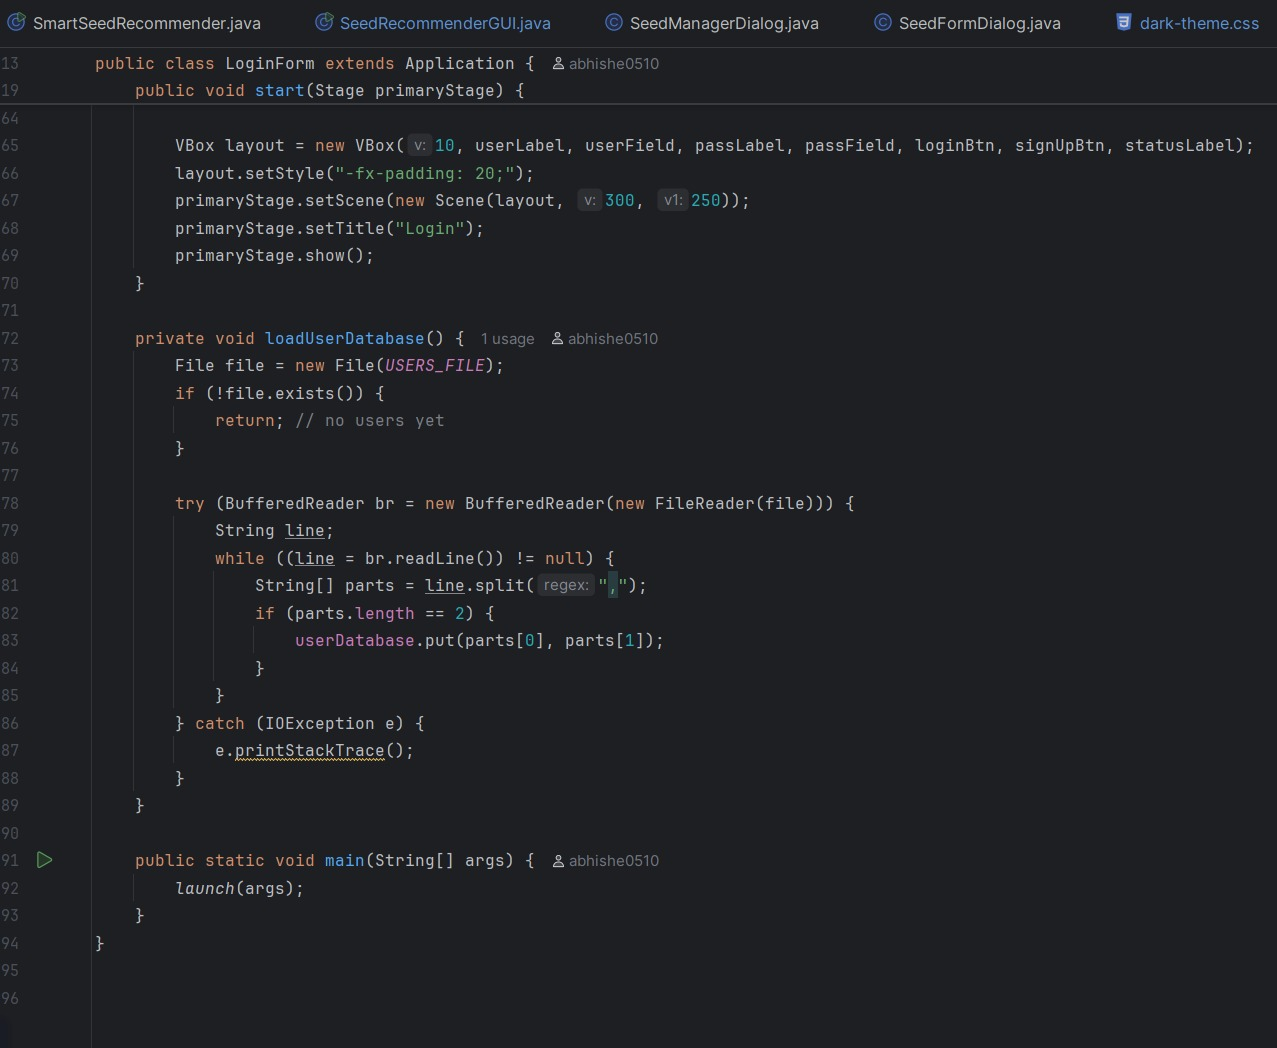 SmartSeedRecommender.java SeedRecommenderGUI.java SeedManagerDialog.java SeedFormDialog.java dark-theme.css
13 public class LoginForm extends Application { abhishe0510
19 public void start(Stage primaryStage) {
64
65 VBox layout = new VBox( v: 10, userLabel, userField, passLabel, passField, loginBtn, signUpBtn, statusLabel);
66 layout.setStyle("-fx-padding: 20;");
67 primaryStage.setScene(new Scene(layout, v: 300, v1: 250));
68 primaryStage.setTitle("Login");
69 primaryStage.show();
70 }
71
72 private void loadUserDatabase() { 1 usage abhishe0510
73 File file = new File(USERS_FILE);
74 if (!file.exists()) {
75 return; // no users yet
76 }
77
78 try (BufferedReader br = new BufferedReader(new FileReader(file))) {
79 String line;
80 while ((line = br.readLine()) != null) {
81 String[] parts = line.split( regex: ",");
82 if (parts.length == 2) {
83 userDatabase.put(parts[0], parts[1]);
84 }
85 }
86 } catch (IOException e) {
87 e.printStackTrace();
88 }
89 }
90
91 public static void main(String[] args) { abhishe0510
92 launch(args);
93 }
94 }
95
96